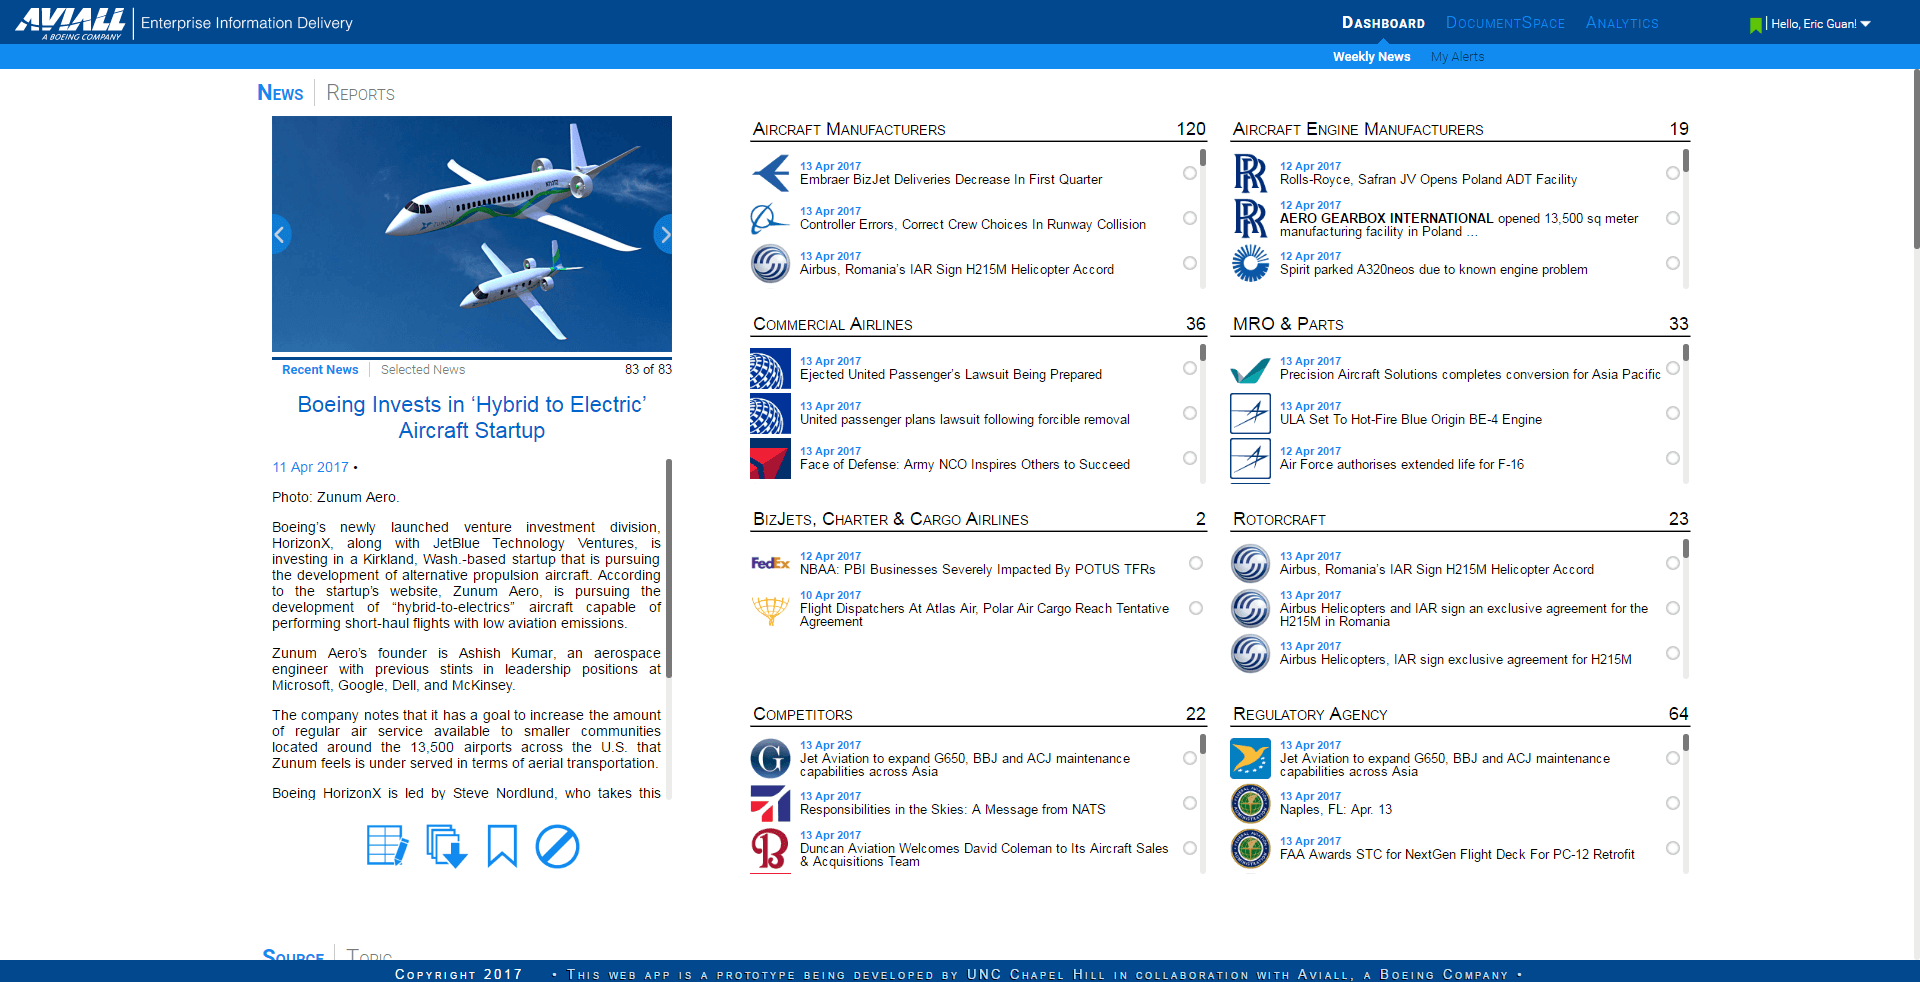 AVIALL
A BOEING COMPANY
Enterprise Information Delivery
Dashboard DocumentSpace Analytics
Hello, Eric Guan!
Weekly News My Alerts
News Reports
Recent News Selected News 83 of 83
Boeing Invests in ‘Hybrid to Electric’
Aircraft Startup
11 Apr 2017 •
Photo: Zunum Aero.
Boeing’s newly launched venture investment division,
HorizonX, along with JetBlue Technology Ventures, is
investing in a Kirkland, Wash.-based startup that is pursuing
the development of alternative propulsion aircraft. According
to the startup’s website, Zunum Aero, is pursuing the
development of “hybrid-to-electrics” aircraft capable of
performing short-haul flights with low aviation emissions.
Zunum Aero’s founder is Ashish Kumar, an aerospace
engineer with previous stints in leadership positions at
Microsoft, Google, Dell, and McKinsey.
The company notes that it has a goal to increase the amount
of regular air service available to smaller communities
located around the 13,500 airports across the U.S. that
Zunum feels is under served in terms of aerial transportation.
Boeing HorizonX is led by Steve Nordlund, who takes this
Aircraft Manufacturers 120
13 Apr 2017
Embraer BizJet Deliveries Decrease In First Quarter
13 Apr 2017
Controller Errors, Correct Crew Choices In Runway Collision
13 Apr 2017
Airbus, Romania’s IAR Sign H215M Helicopter Accord
Aircraft Engine Manufacturers 19
12 Apr 2017
Rolls-Royce, Safran JV Opens Poland ADT Facility
12 Apr 2017
AERO GEARBOX INTERNATIONAL opened 13,500 sq meter
manufacturing facility in Poland ...
12 Apr 2017
Spirit parked A320neos due to known engine problem
Commercial Airlines 36
13 Apr 2017
Ejected United Passenger’s Lawsuit Being Prepared
13 Apr 2017
United passenger plans lawsuit following forcible removal
13 Apr 2017
Face of Defense: Army NCO Inspires Others to Succeed
MRO & Parts 33
13 Apr 2017
Precision Aircraft Solutions completes conversion for Asia Pacific
13 Apr 2017
ULA Set To Hot-Fire Blue Origin BE-4 Engine
12 Apr 2017
Air Force authorises extended life for F-16
BizJets, Charter & Cargo Airlines 2
FedEx
12 Apr 2017
NBAA: PBI Businesses Severely Impacted By POTUS TFRs
10 Apr 2017
Flight Dispatchers At Atlas Air, Polar Air Cargo Reach Tentative
Agreement
Rotorcraft 23
13 Apr 2017
Airbus, Romania’s IAR Sign H215M Helicopter Accord
13 Apr 2017
Airbus Helicopters and IAR sign an exclusive agreement for the
H215M in Romania
13 Apr 2017
Airbus Helicopters, IAR sign exclusive agreement for H215M
Competitors 22
G
13 Apr 2017
Jet Aviation to expand G650, BBJ and ACJ maintenance
capabilities across Asia
13 Apr 2017
Responsibilities in the Skies: A Message from NATS
13 Apr 2017
Duncan Aviation Welcomes David Coleman to Its Aircraft Sales
& Acquisitions Team
Regulatory Agency 64
13 Apr 2017
Jet Aviation to expand G650, BBJ and ACJ maintenance
capabilities across Asia
13 Apr 2017
Naples, FL: Apr. 13
13 Apr 2017
FAA Awards STC for NextGen Flight Deck For PC-12 Retrofit
Source Topic
Copyright 2017 • This web app is a prototype being developed by UNC Chapel Hill in collaboration with Aviall, a Boeing Company •